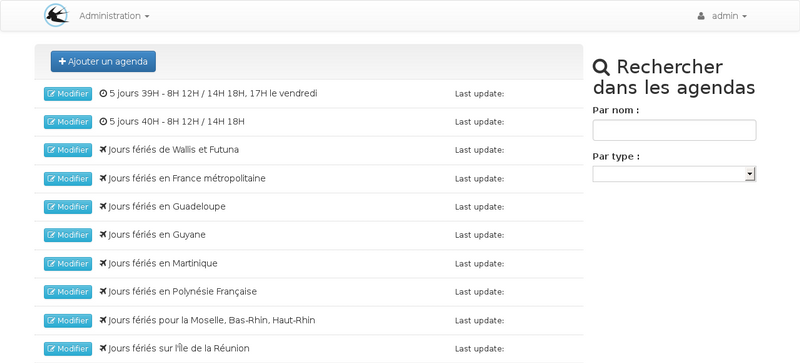 Administration
admin
Ajouter un agenda
Modifier 5 jours 39H - 8H 12H / 14H 18H, 17H le vendredi Last update:
Modifier 5 jours 40H - 8H 12H / 14H 18H Last update:
Modifier Jours fériés de Wallis et Futuna Last update:
Modifier Jours fériés en France métropolitaine Last update:
Modifier Jours fériés en Guadeloupe Last update:
Modifier Jours fériés en Guyane Last update:
Modifier Jours fériés en Martinique Last update:
Modifier Jours fériés en Polynésie Française Last update:
Modifier Jours fériés pour la Moselle, Bas-Rhin, Haut-Rhin Last update:
Modifier Jours fériés sur l'Île de la Réunion Last update:
Rechercher
dans les agendas
Par nom :
Par type :